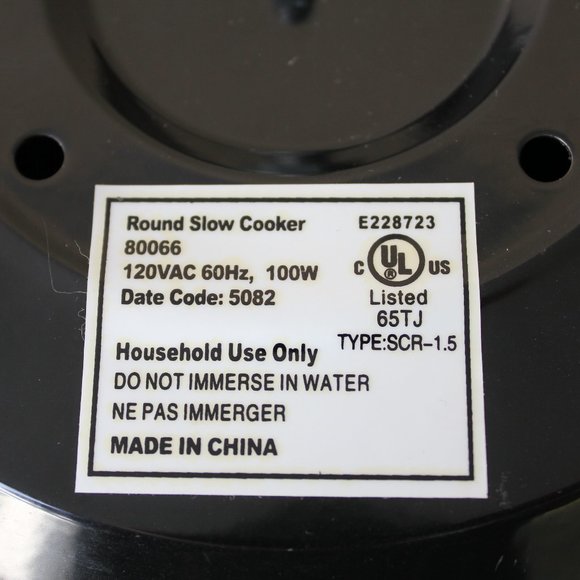 Round Slow Cooker
80066
120VAC 60Hz, 100W
Date Code: 5082
E228723
C UL US
®
Listed
65TJ
TYPE:SCR-1.5
Household Use Only
DO NOT IMMERSE IN WATER
NE PAS IMMERGER
MADE IN CHINA